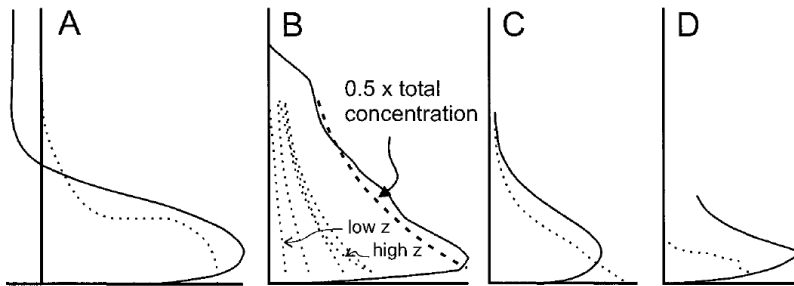 A
B
C
D
0.5 x total
concentration
low z
high z